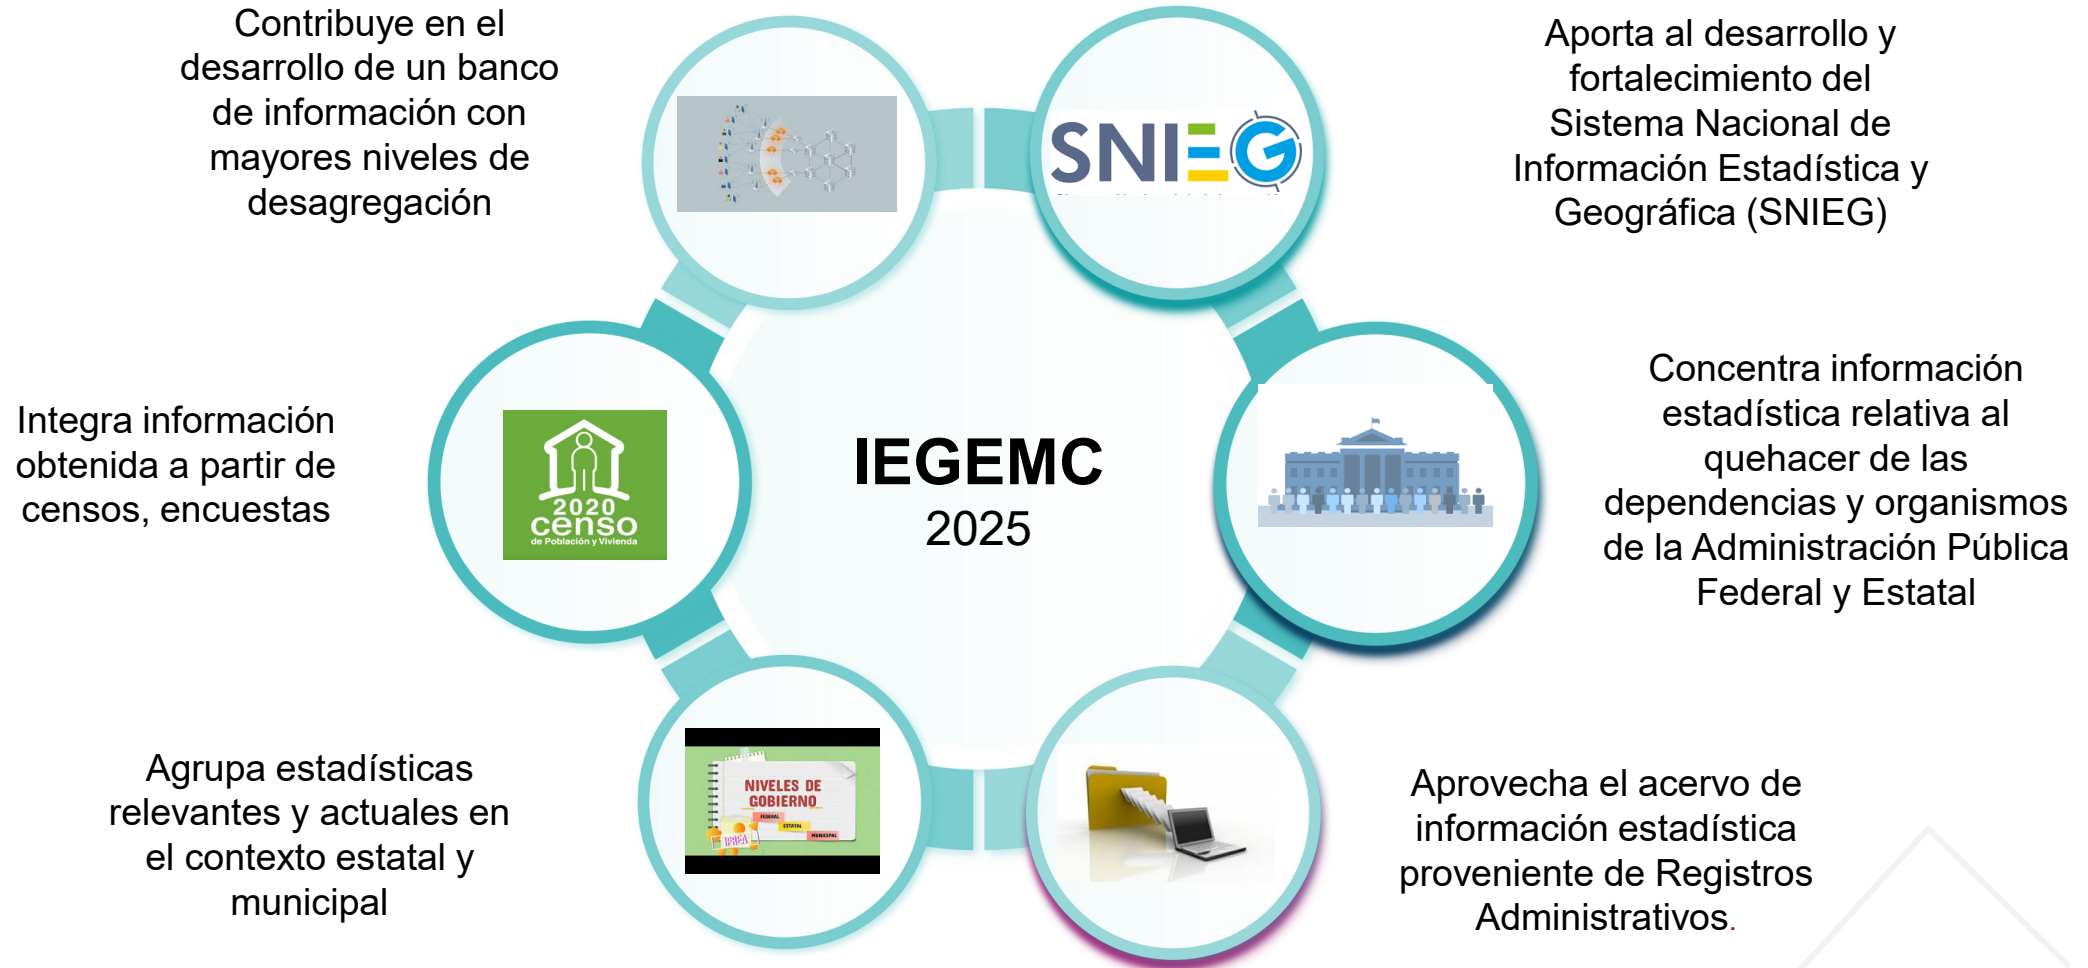 Contribuye en el
desarrollo de un banco
de información con
mayores niveles de
desagregación
SNIEG
Aporta al desarrollo y
fortalecimiento del
Sistema Nacional de
Información Estadística y
Geográfica (SNIEG)
Integra información
obtenida a partir de
censos, encuestas
2020
censo
de Población y Vivienda
IEGEMC
2025
Concentra información
estadística relativa al
quehacer de las
dependencias y organismos
de la Administración Pública
Federal y Estatal
Agrupa estadísticas
relevantes y actuales en
el contexto estatal y
municipal
NIVELES DE
GOBIERNO
FEDERAL
ESTATAL
MUNICIPAL
Aprovecha el acervo de
información estadística
proveniente de Registros
Administrativos.